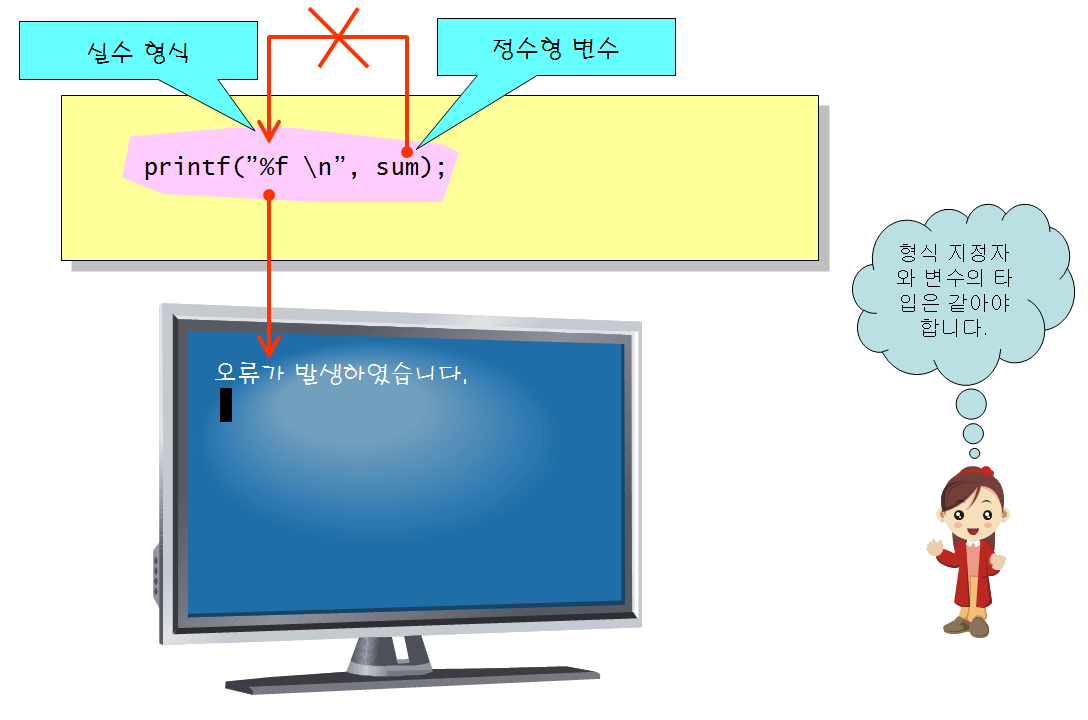 실수 형식
정수형 변수
printf(”%f \n”, sum);
오류가 발생하였습니다.
형식 지정자
와 변수의 타
입은 같아야
합니다.